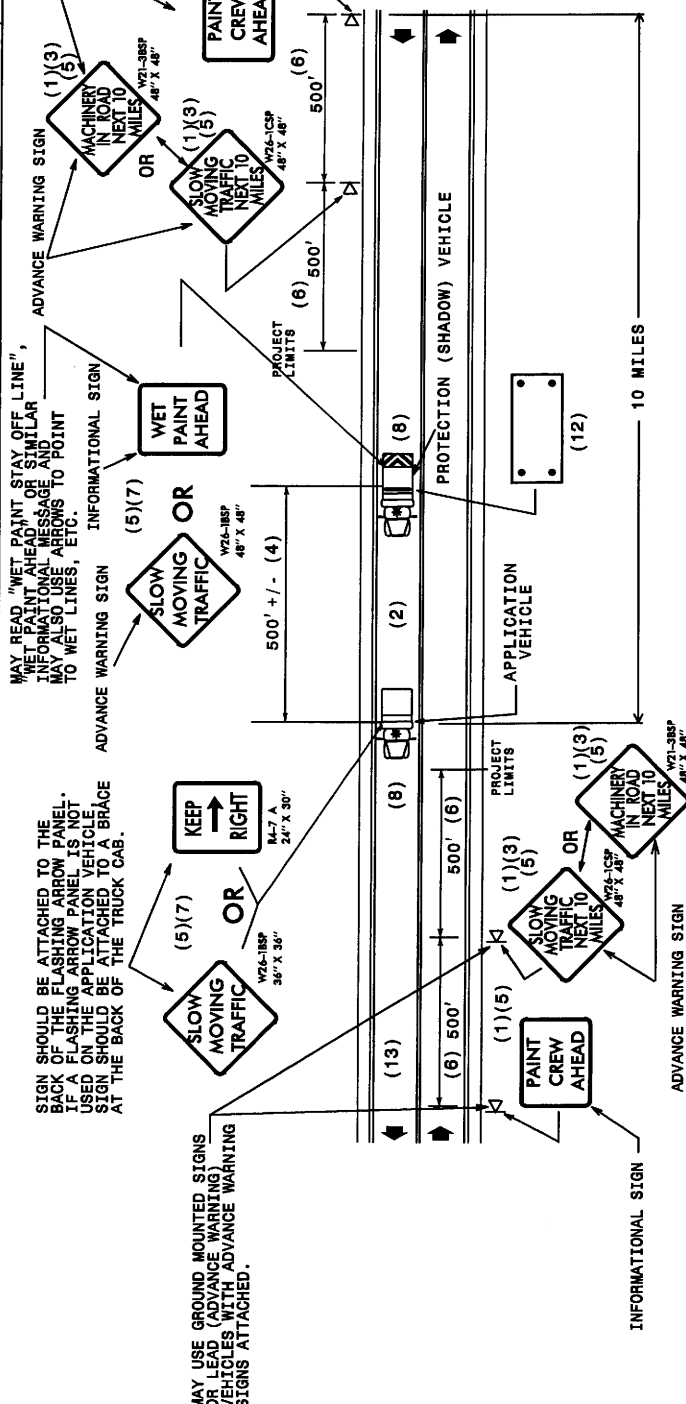 SIGN SHOULD BE ATTACHED TO THE
BACK OF THE FLASHING ARROW PANEL.
IF A FLASHING ARROW PANEL IS NOT
USED ON THE APPLICATION VEHICLE,
SIGN SHOULD BE ATTACHED TO A BRACE
AT THE BACK OF THE TRUCK CAB.
MAY READ "WET PAINT STAY OFF LINE",
"WET PAINT AHEAD" OR SIMILAR
INFORMATIONAL MESSAGE AND
MAY ALSO USE ARROWS TO POINT
TO WET LINES, ETC.
MAY USE GROUND MOUNTED SIGNS
OR LEAD (ADVANCE WARNING)
VEHICLES WITH ADVANCE WARNING
SIGNS ATTACHED.
SLOW
MOVING
TRAFFIC
W26-1BSP
36" X 36"
(5)(7)
OR
KEEP
RIGHT
R4-7 A
24" X 30"
ADVANCE WARNING SIGN
SLOW
MOVING
TRAFFIC
W26-1BSP
48" X 48"
(5)(7)
OR
INFORMATIONAL SIGN
WET
PAINT
AHEAD
ADVANCE WARNING SIGN
MACHINERY
IN ROAD
NEXT 10
MILES
W21-3BSP
48" X 48"
(1)(3)
(5)
OR
SLOW
MOVING
TRAFFIC
NEXT 10
MILES
W26-1CSP
48" X 48"
(1)(3)
(5)
PAINT
CREW
AHEAD
500' +/- (4)
PROJECT
LIMITS
(6) 500'
500' (6)
(13)
(8)
(2)
(8)
PROTECTION (SHADOW) VEHICLE
APPLICATION
VEHICLE
(12)
10 MILES
(6) 500'
500' (6)
PROJECT
LIMITS
PAINT
CREW
AHEAD
(1)(5)
SLOW
MOVING
TRAFFIC
NEXT 10
MILES
W26-1CSP
48" X 48"
(1)(3)
(5)
OR
MACHINERY
IN ROAD
NEXT 10
MILES
W21-3BSP
48" X 48"
(1)(3)
(5)
INFORMATIONAL SIGN
ADVANCE WARNING SIGN